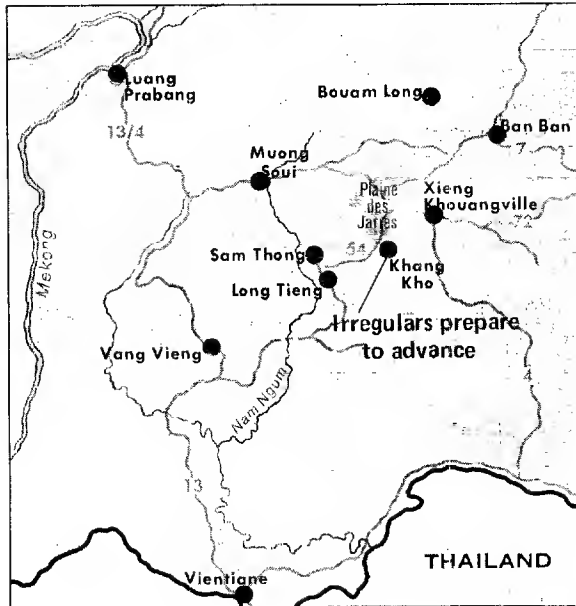 Luang
Prabang
Bouam Long
Ban Ban
13/4
7
Muong
Soui
Plaine
des
Jarres
Xieng
Khouangville
72
Sam Thong
54
Khang
Kho
Long Tieng
Mekong
Irregulars prepare
to advance
Vang Vieng
4
Nam Ngum
13
THAILAND
Vientiane